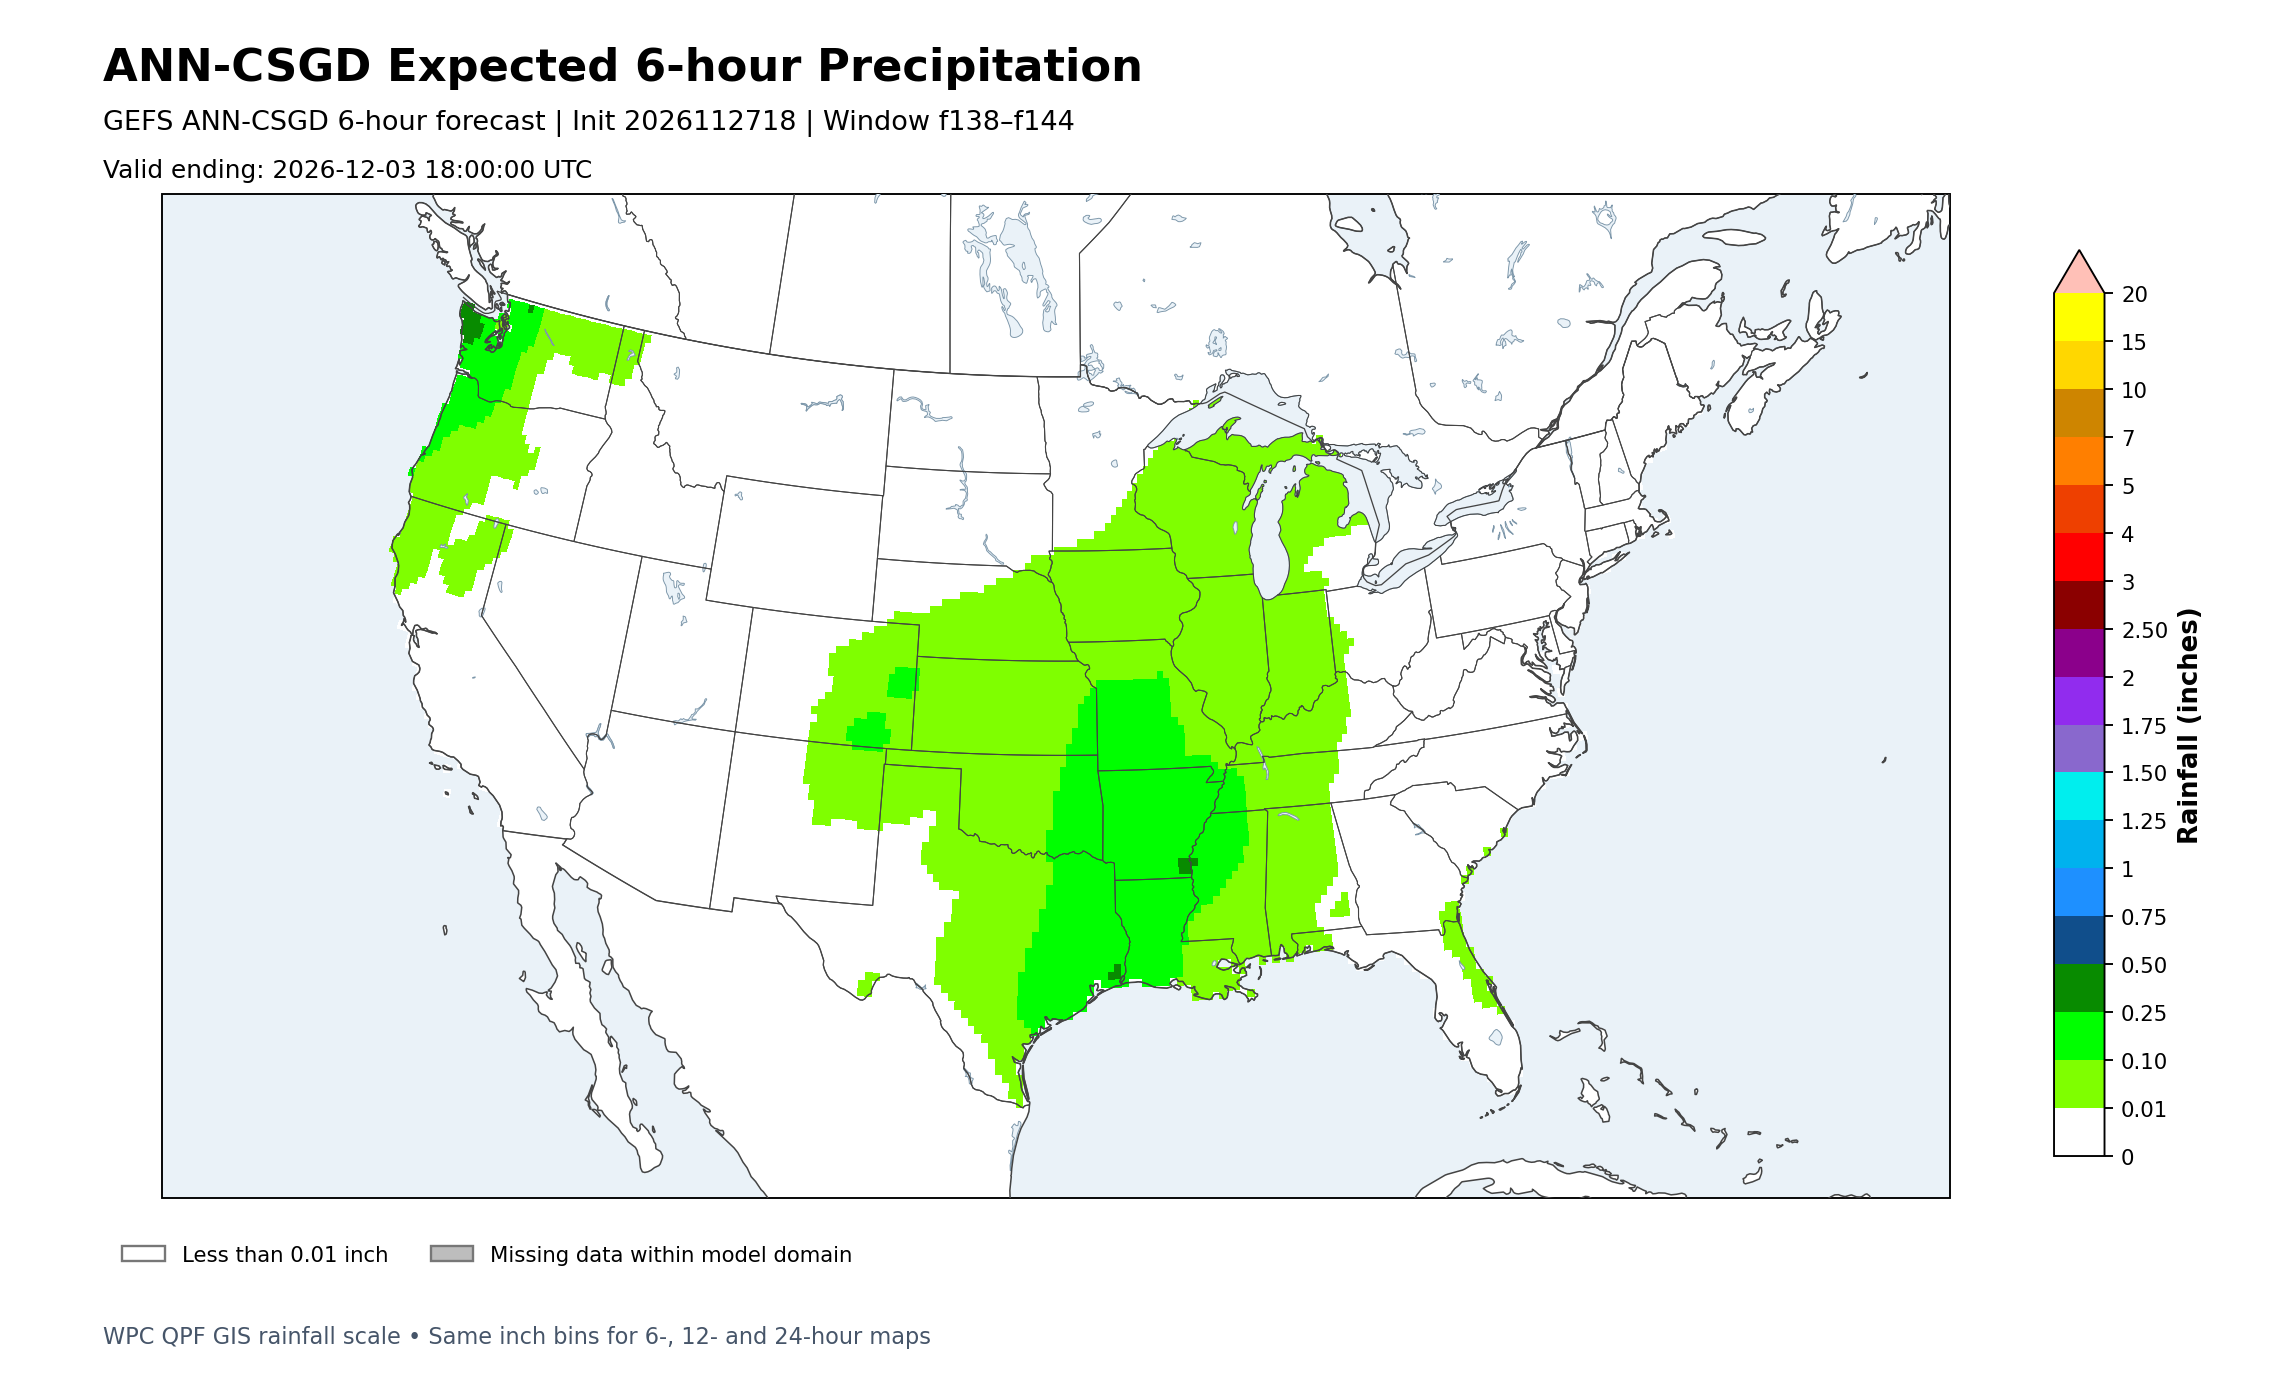 ANN-CSGD Expected 6-hour Precipitation
GEFS ANN-CSGD 6-hour forecast | Init 2026112718 | Window f138–f144
Valid ending: 2026-12-03 18:00:00 UTC
20
15
10
7
5
4
3
2.50
2
1.75
1.50
1.25
1
0.75
0.50
0.25
0.10
0.01
0
Rainfall (inches)
Less than 0.01 inch
Missing data within model domain
WPC QPF GIS rainfall scale • Same inch bins for 6-, 12- and 24-hour maps